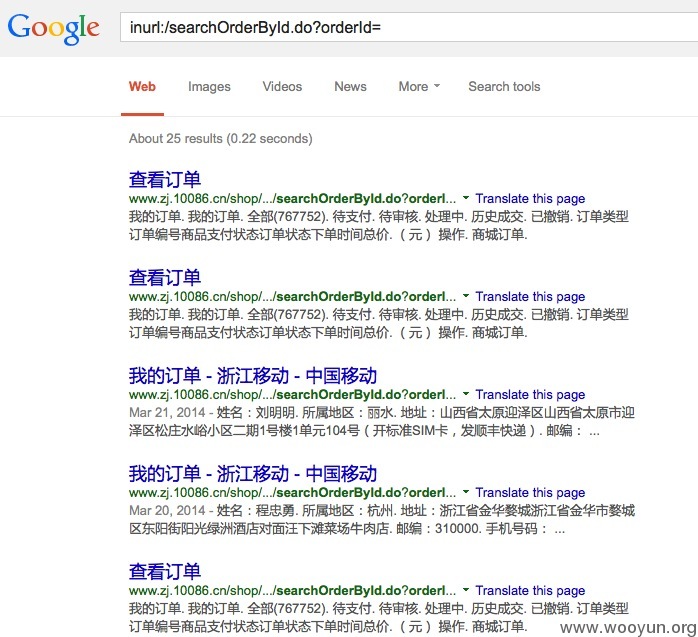 Google
inurl:/searchOrderById.do?orderId=
Web Images Videos News More Search tools
About 25 results (0.22 seconds)
查看订单
www.zj.10086.cn/shop/.../searchOrderById.do?orderI... Translate this page
我的订单. 我的订单. 全部(767752). 待支付. 待审核. 处理中. 历史成交. 已撤销. 订单类型
订单编号商品支付状态订单状态下单时间总价.（元 ）操作. 商城订单.
查看订单
www.zj.10086.cn/shop/.../searchOrderById.do?orderI... Translate this page
我的订单. 我的订单. 全部(767752). 待支付. 待审核. 处理中. 历史成交. 已撤销. 订单类型
订单编号商品支付状态订单状态下单时间总价.（元 ）操作. 商城订单.
我的订单 - 浙江移动 - 中国移动
www.zj.10086.cn/shop/.../searchOrderById.do?orderI... Translate this page
Mar 21, 2014 - 姓名：刘明明. 所属地区：丽水. 地址：山西省太原迎泽区山西省太原市迎
泽区松庄水峪小区二期1号楼1单元104号（开标准SIM卡，发顺丰快递）. 邮编： ...
我的订单 - 浙江移动 - 中国移动
www.zj.10086.cn/shop/.../searchOrderById.do?orderI... Translate this page
Mar 20, 2014 - 姓名：程忠勇. 所属地区：杭州. 地址：浙江省金华婺城浙江省金华市婺城
区东阳街阳光绿洲酒店对面汪下滩菜场牛肉店. 邮编：310000. 手机号码： ...
查看订单
www.zj.10086.cn/shop/.../searchOrderById.do?orderI... Translate this page
我的订单. 我的订单. 全部(767752). 待支付. 待审核. 处理中. 历史成交. 已撤销. 订单类型
订单编号商品支付状态订单状态下单时间总价.（元 ）操作. 商城订单.
www.wooyun.org